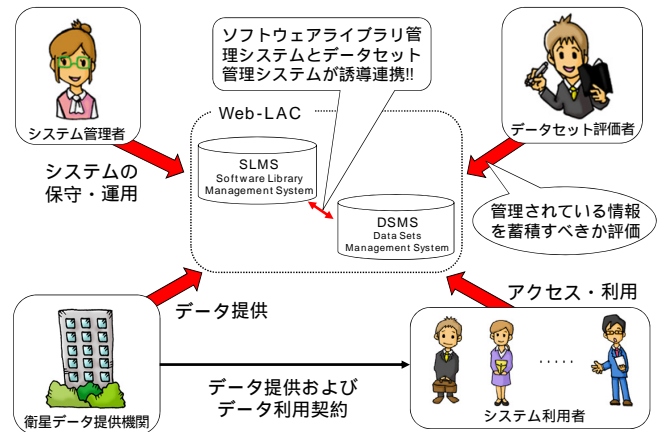 ソフトウェアライブラリ管
理システムとデータセット
管理システムが誘導連携!!
システム管理者
データセット評価者
Web-LAC
システムの
保守・運用
SLMS
Software Library
Management System
DSMS
Data Sets
Management System
管理されている情報
を蓄積すべきか評価
データ提供
アクセス・利用
データ提供および
データ利用契約
衛星データ提供機関
・・・・・
システム利用者